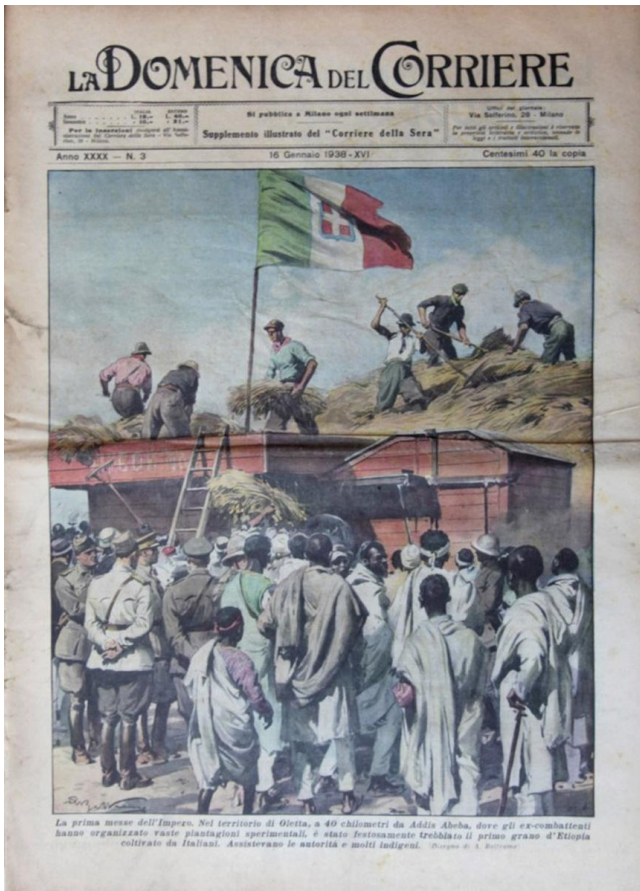 LA DOMENICA DEL CORRIERE
Si pubblica a Milano ogni settimana
Supplemento illustrato del "Corriere della Sera"
Uffici del giornale:
Via Solferino, 28 - Milano
Anno XXXX - N. 3
16 Gennaio 1938-XVI
Centesimi 40 la copia
La prima messe dell'Impero. Nel territorio di Oletta, a 40 chilometri da Addis Abeba, dove gli ex-combattenti
hanno organizzato vaste piantagioni sperimentali, è stato festosamente trebbiato il primo grano d'Etiopia
coltivato da Italiani. Assistevano le autorità e molti indigeni.